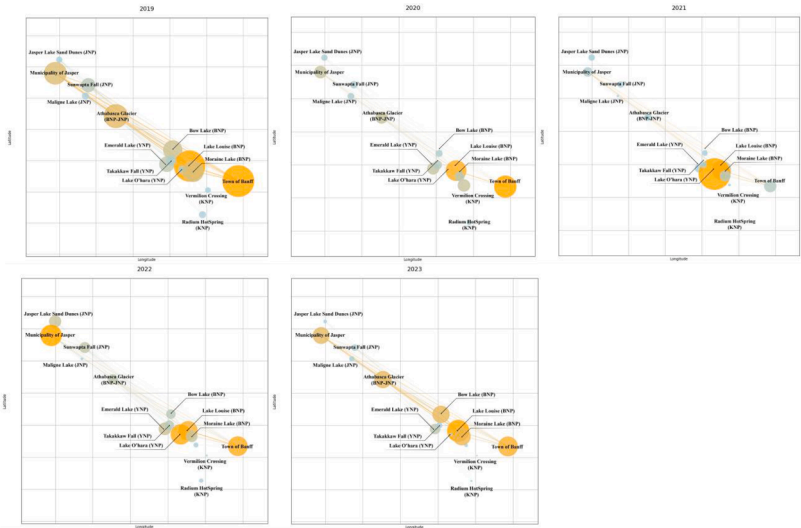 2019
Jasper Lake Sand Dunes (JNP)
Municipality of Jasper
Sunwapta Fall (JNP)
Maligne Lake (JNP)
Athabasca Glacier
(BNP-JNP)
Bow Lake (BNP)
Emerald Lake (YNP)
Lake Louise (BNP)
Moraine Lake (BNP)
Takakkaw Fall (YNP)
Lake O'hara (YNP)
Town of Banff
Vermilion Crossing
(KNP)
Radium HotSpring
(KNP)
Latitude
Longitude
2020
Jasper Lake Sand Dunes (JNP)
Municipality of Jasper
Sunwapta Fall (JNP)
Maligne Lake (JNP)
Athabasca Glacier
(BNP-JNP)
Bow Lake (BNP)
Emerald Lake (YNP)
Lake Louise (BNP)
Moraine Lake (BNP)
Takakkaw Fall (YNP)
Lake O'hara (YNP)
Town of Banff
Vermilion Crossing
(KNP)
Radium HotSpring
(KNP)
Latitude
Longitude
2021
Jasper Lake Sand Dunes (JNP)
Municipality of Jasper
Sunwapta Fall (JNP)
Maligne Lake (JNP)
Athabasca Glacier
(BNP-JNP)
Bow Lake (BNP)
Emerald Lake (YNP)
Lake Louise (BNP)
Moraine Lake (BNP)
Takakkaw Fall (YNP)
Lake O'hara (YNP)
Town of Banff
Vermilion Crossing
(KNP)
Radium HotSpring
(KNP)
Latitude
Longitude
2022
Jasper Lake Sand Dunes (JNP)
Municipality of Jasper
Sunwapta Fall (JNP)
Maligne Lake (JNP)
Athabasca Glacier
(BNP-JNP)
Bow Lake (BNP)
Emerald Lake (YNP)
Lake Louise (BNP)
Moraine Lake (BNP)
Takakkaw Fall (YNP)
Lake O'hara (YNP)
Town of Banff
Vermilion Crossing
(KNP)
Radium HotSpring
(KNP)
Latitude
Longitude
2023
Jasper Lake Sand Dunes (JNP)
Municipality of Jasper
Sunwapta Fall (JNP)
Maligne Lake (JNP)
Athabasca Glacier
(BNP-JNP)
Bow Lake (BNP)
Emerald Lake (YNP)
Lake Louise (BNP)
Moraine Lake (BNP)
Takakkaw Fall (YNP)
Lake O'hara (YNP)
Town of Banff
Vermilion Crossing
(KNP)
Radium HotSpring
(KNP)
Latitude
Longitude